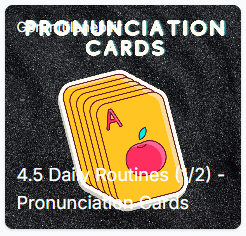 PRONUNCIATION
CARDS
A
4.5 Daily Routines (1/2) -
Pronunciation Cards